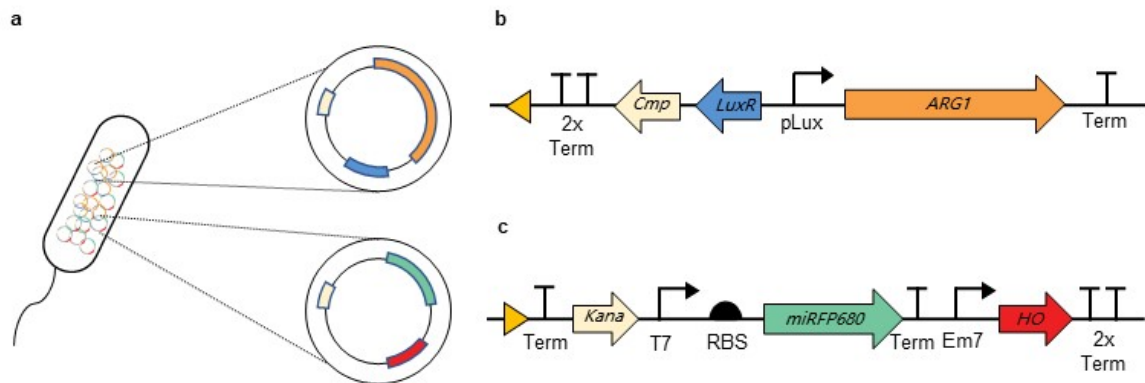 a
b
Cmp
LuxR
ARG1
2x
Term
pLux
Term
c
Kana
miRFP680
HO
Term
T7
RBS
Term
Em7
2x
Term